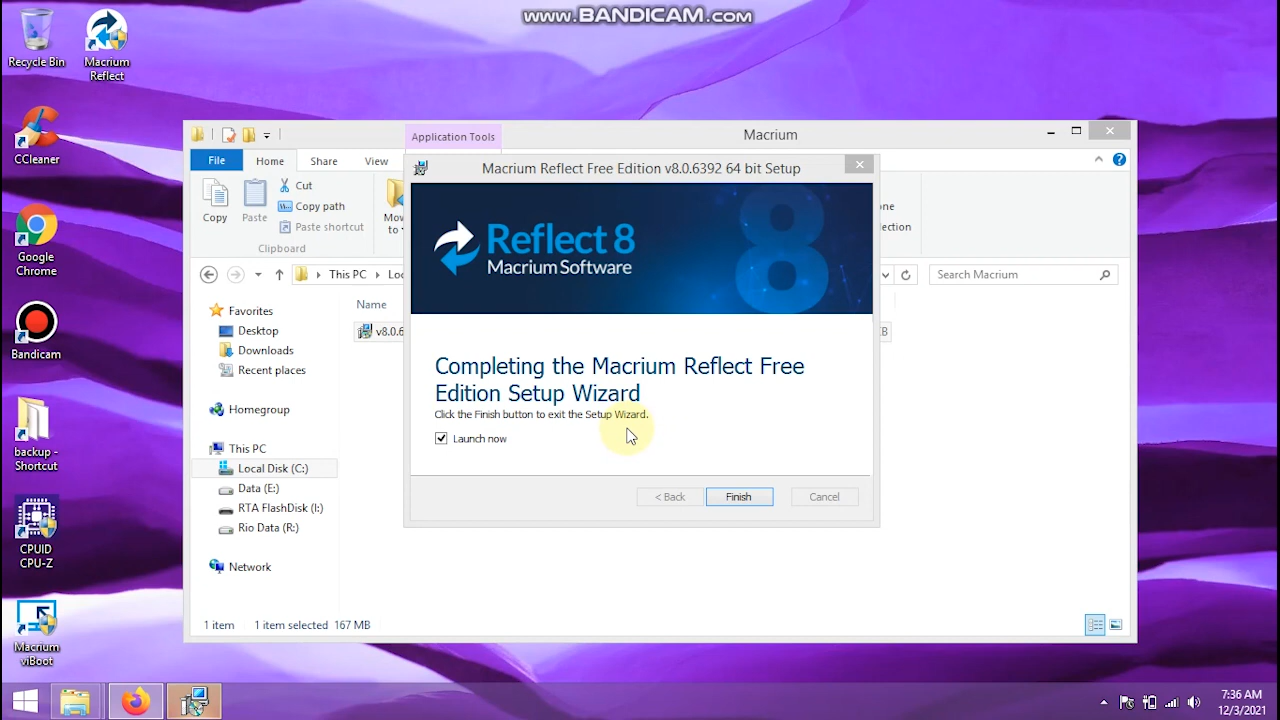 www.BANDICAM.com
Recycle Bin
Macrium
Reflect
CCleaner
Google
Chrome
Bandicam
backup -
Shortcut
CPUID
CPU-Z
Macrium
viBoot
Application Tools
Macrium
File
Home
Share
View
Copy
Paste
Cut
Copy path
Paste shortcut
Clipboard
to
This PC
Search Macrium
Favorites
Desktop
Downloads
Recent places
Homegroup
This PC
Local Disk (C:)
Data (E:)
RTA FlashDisk (I:)
Rio Data (R:)
Network
Name
v8.0.6
1 item 1 item selected 167 MB
Macrium Reflect Free Edition v8.0.6392 64 bit Setup
Reflect 8
Macrium Software
8
Completing the Macrium Reflect Free
Edition Setup Wizard
Click the Finish button to exit the Setup Wizard.
Launch now
< Back
Finish
Cancel
7:36 AM
12/3/2021